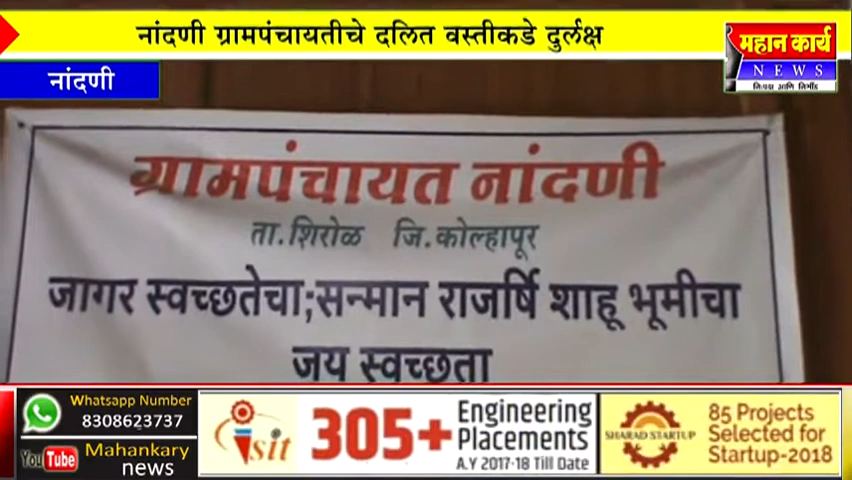 नांदणी ग्रामपंचायतीचे दलित वस्तीकडे दुर्लक्ष
महान कार्य
NEWS
निःपक्ष आणि निर्भीड
नांदणी
ग्रामपंचायत नांदणी
ता.शिरोळ जि.कोल्हापूर
जागर स्वच्छतेचा;सन्मान राजर्षि शाहू भूमीचा
जय स्वच्छता
Whatsapp Number
8308623737
YouTube
Mahankary
news
isit
305+
Engineering
Placements
A.Y 2017-18 Till Date
SHARAD STARTUP
85 Projects
Selected for
Startup-2018